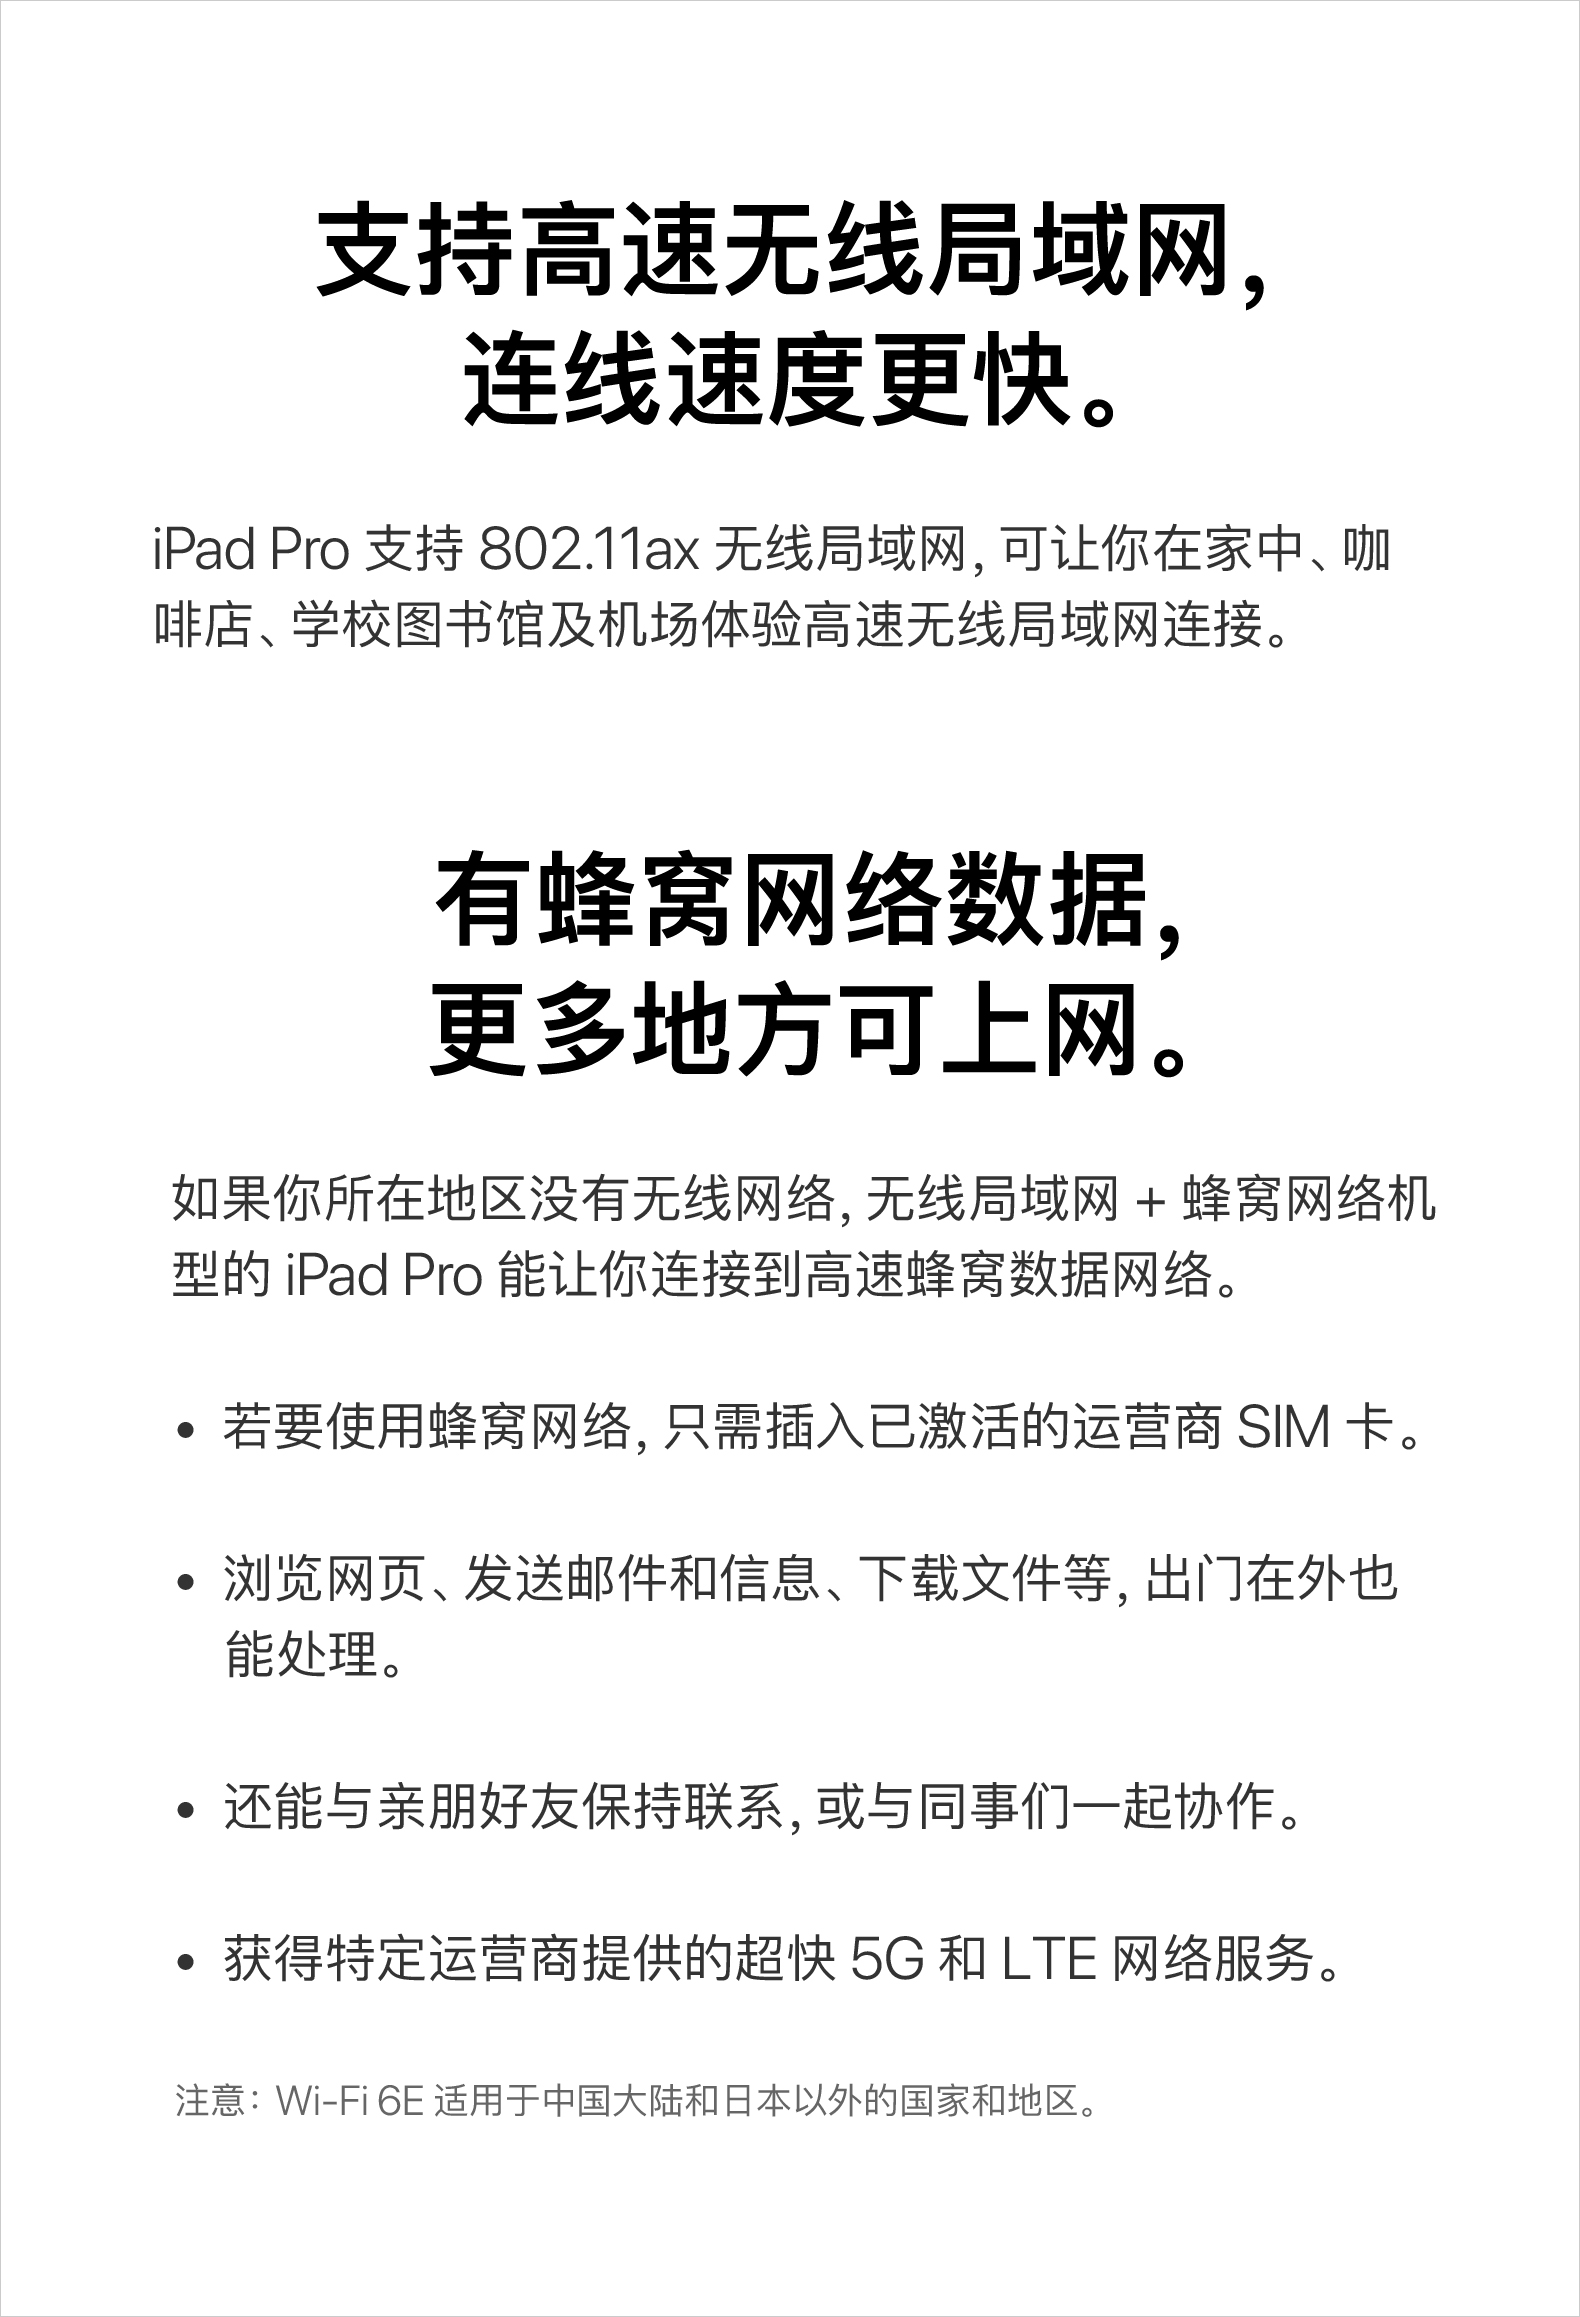 支持高速无线局域网，
连线速度更快。
iPad Pro 支持 802.11ax 无线局域网，可让你在家中、咖
啡店、学校图书馆及机场体验高速无线局域网连接。
有蜂窝网络数据，
更多地方可上网。
如果你所在地区没有无线网络，无线局域网 + 蜂窝网络机
型的 iPad Pro 能让你连接到高速蜂窝数据网络。
• 若要使用蜂窝网络，只需插入已激活的运营商 SIM 卡。
• 浏览网页、发送邮件和信息、下载文件等，出门在外也
能处理。
• 还能与亲朋好友保持联系，或与同事们一起协作。
• 获得特定运营商提供的超快 5G 和 LTE 网络服务。
注意：Wi-Fi 6E 适用于中国大陆和日本以外的国家和地区。